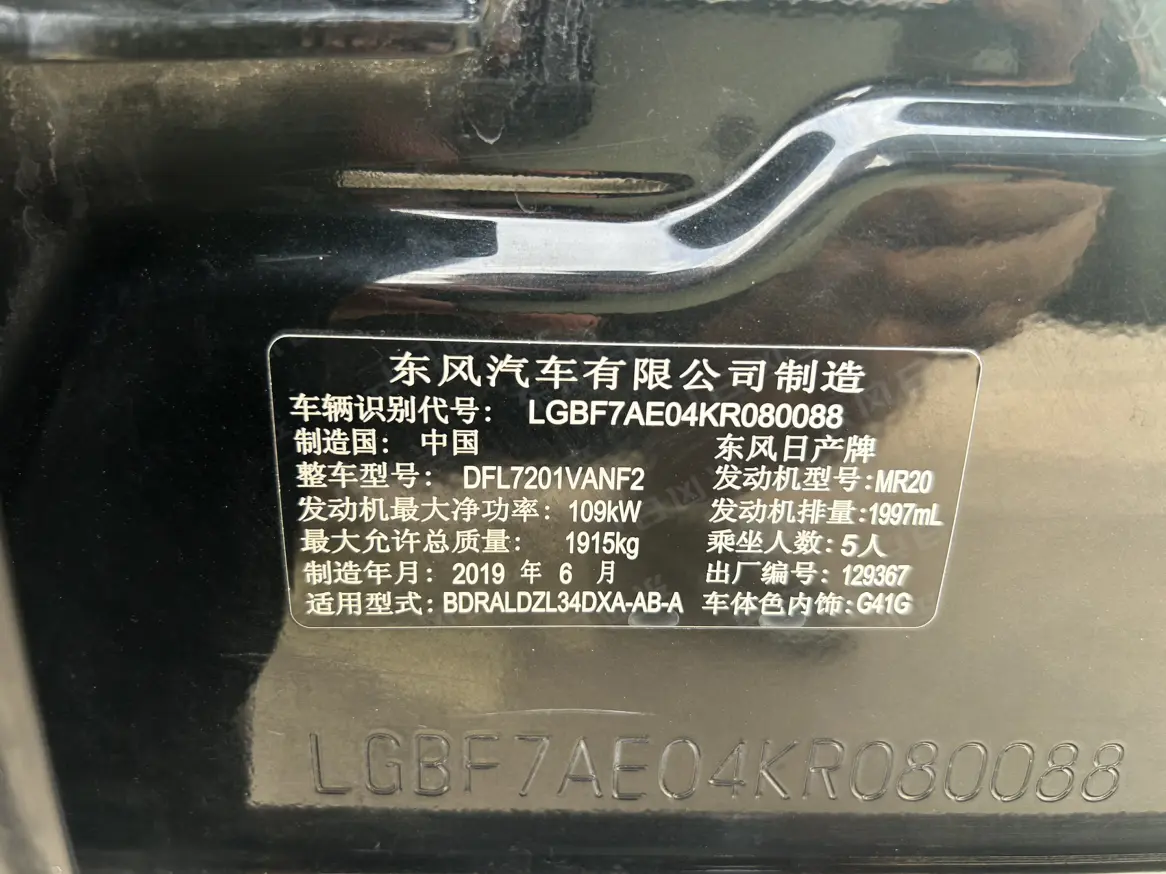 东风汽车有限公司制造
车辆识别代号: LGBF7AE04KR080088
制造国: 中国 东风日产牌
整车型号: DFL7201VANF2 发动机型号:MR20
发动机最大净功率: 109kW 发动机排量:1997mL
最大允许总质量: 1915kg 乘坐人数:5人
制造年月: 2019 年 6 月 出厂编号: 129367
适用型式: BDRALDZL34DXA-AB-A 车体色内饰:G41G
LGBF7AE04KR080088